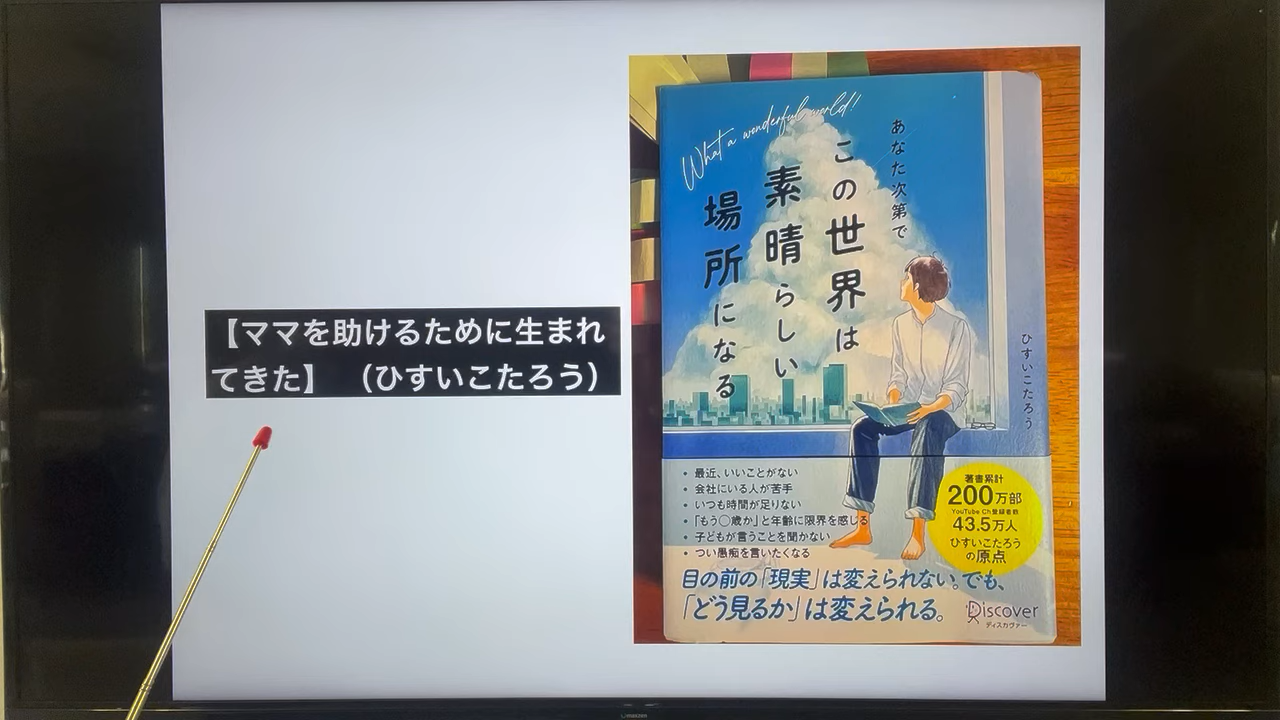 【ママを助けるために生まれ
てきた】　（ひすいこたろう）
What a wonderful world!!
あなた次第で
この世界は
素晴らしい
場所になる
ひすいこたろう
・最近、いいことがない
・会社にいる人が苦手
・いつも時間が足りない
・「もう〇歳か」と年齢に限界を感じる
・子どもが言うことを聞かない
・つい愚痴を言いたくなる
著書累計
200万部
YouTube Ch登録者数
43.5万人
ひすいこたろう
の原点
目の前の「現実」は変えられない。でも、
「どう見るか」は変えられる。
Discover
ディスカヴァー